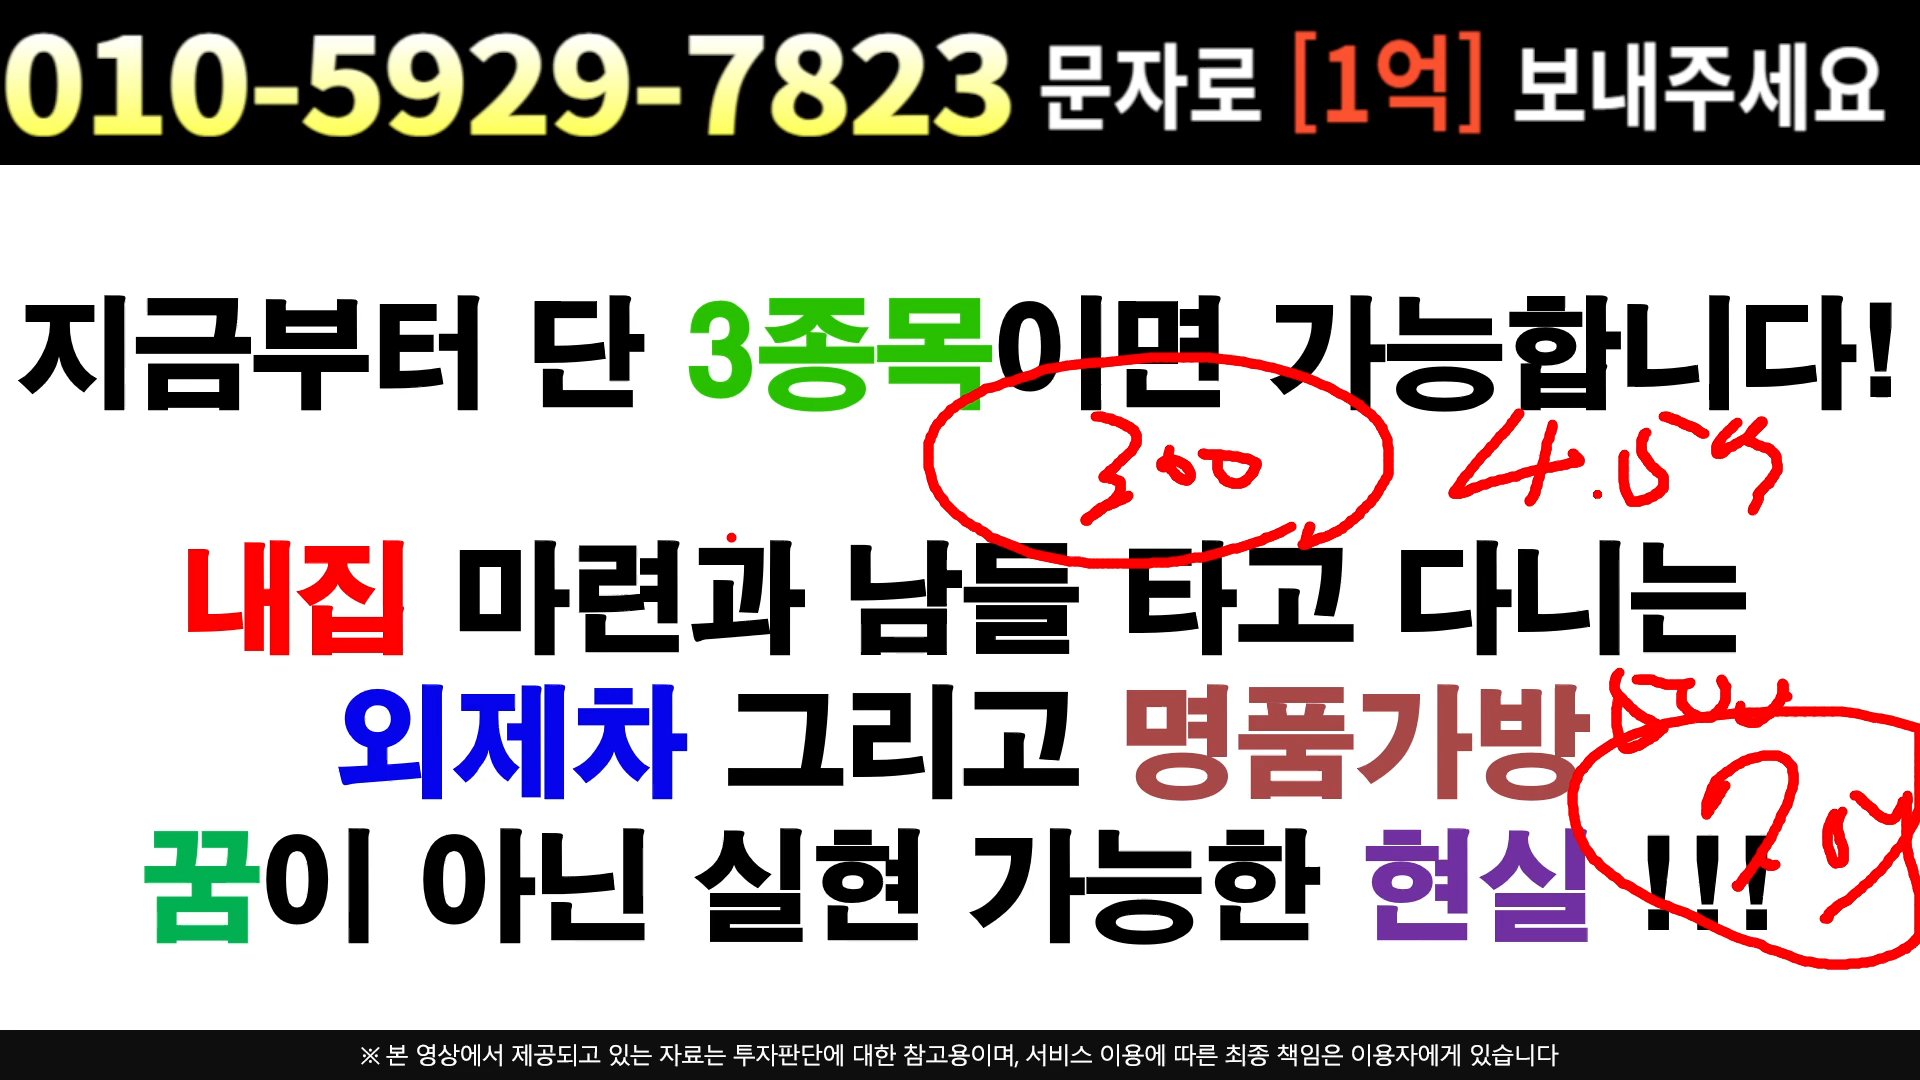 010-5929-7823 문자로 [1억] 보내주세요
지금부터 단 3종목이면 가능합니다!
300
4.5억
내집 마련과 남들 타고 다니는
외제차 그리고 명품가방
500
꿈이 아닌 실현 가능한 현실 !!!
※ 본 영상에서 제공되고 있는 자료는 투자판단에 대한 참고용이며, 서비스 이용에 따른 최종 책임은 이용자에게 있습니다